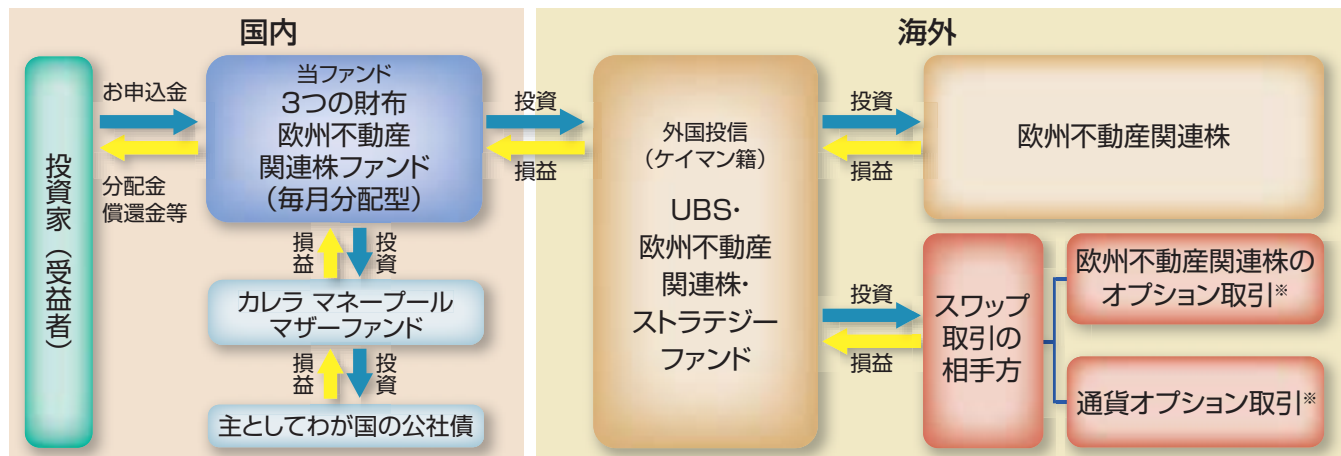 国内
海外
投資家（受益者）
お申込金
分配金
償還金等
当ファンド
3つの財布
欧州不動産
関連株ファンド
（毎月分配型）
損益
投資
カレラ マネープール
マザーファンド
損益
投資
主としてわが国の公社債
投資
損益
外国投信
（ケイマン籍）
UBS・
欧州不動産
関連株・
ストラテジー
ファンド
投資
損益
欧州不動産関連株
投資
損益
スワップ
取引の
相手方
欧州不動産関連株の
オプション取引※
通貨オプション取引※